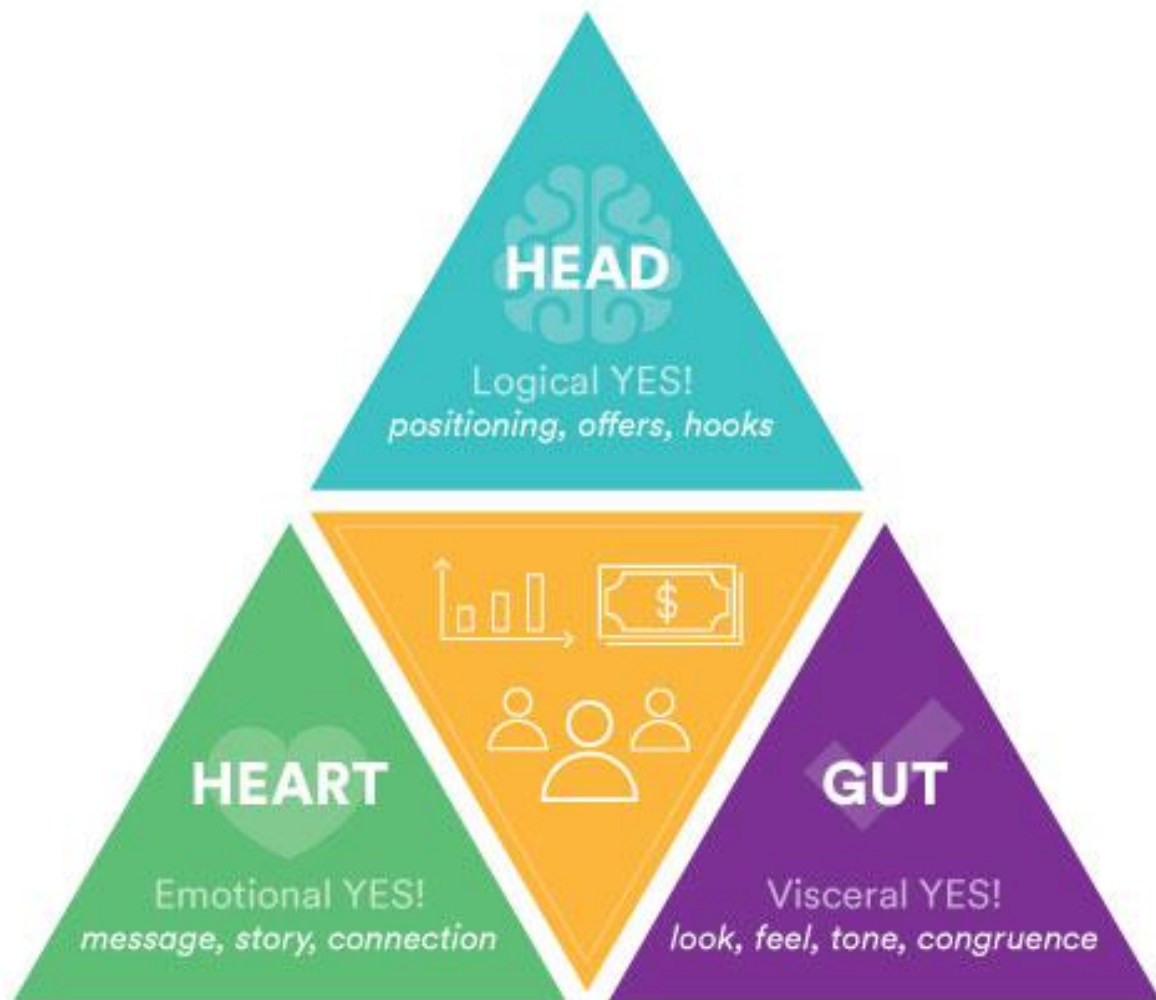 HEAD
Logical YES!
positioning, offers, hooks
$
HEART
Emotional YES!
message, story, connection
GUT
Visceral YES!
look, feel, tone, congruence